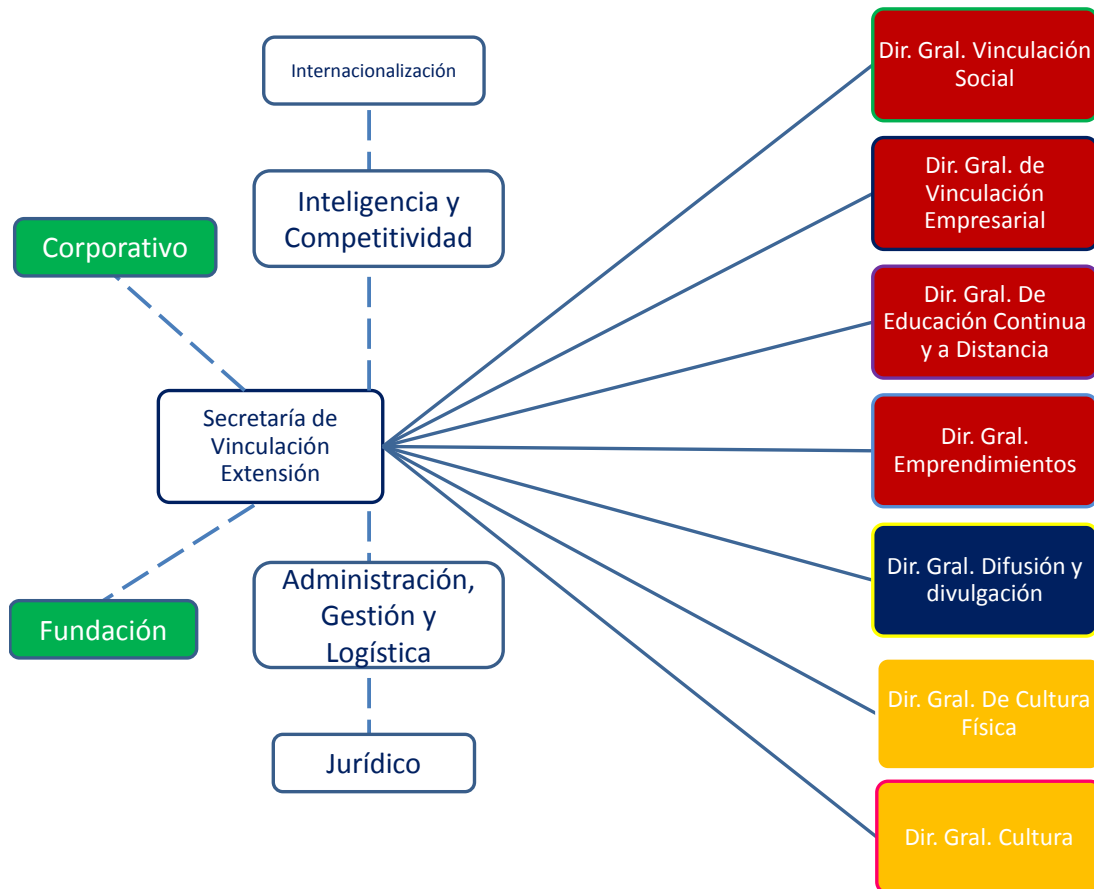 Internacionalización
Inteligencia y
Competitividad
Corporativo
Secretaría de
Vinculación
Extensión
Fundación
Administración,
Gestión y
Logística
Jurídico
Dir. Gral. Vinculación
Social
Dir. Gral. de
Vinculación
Empresarial
Dir. Gral. De
Educación Continua
y a Distancia
Dir. Gral.
Emprendimientos
Dir. Gral. Difusión y
divulgación
Dir. Gral. De Cultura
Física
Dir. Gral. Cultura